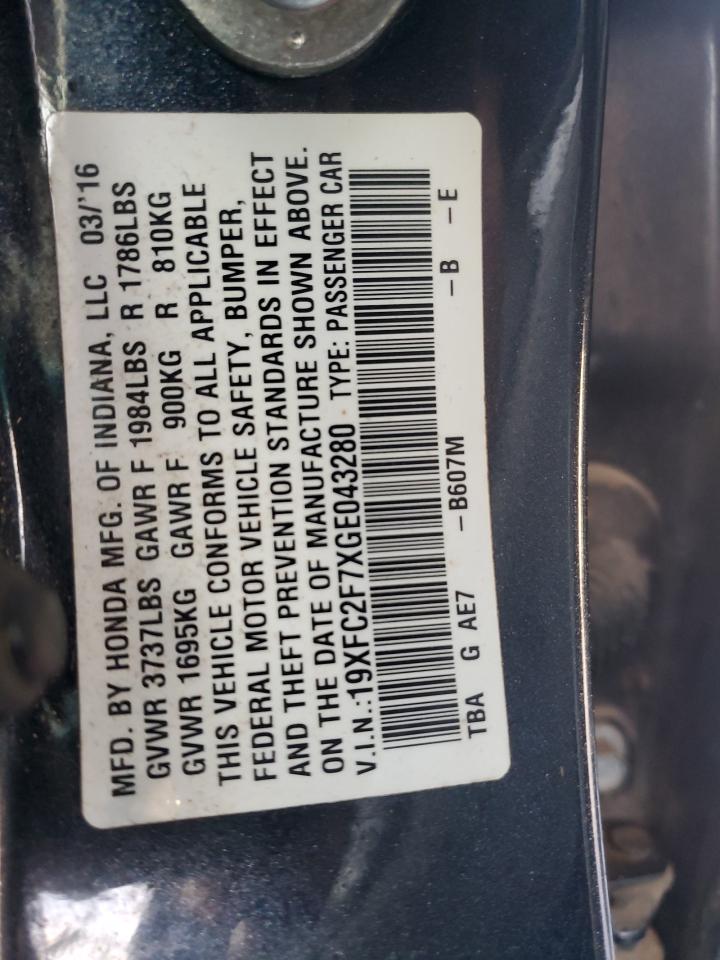 MFD. BY HONDA MFG. OF INDIANA, LLC 03/'16
GVWR 3737LBS GAWR F 1984LBS R 1786LBS
GVWR 1695KG GAWR F 900KG R 810KG
THIS VEHICLE CONFORMS TO ALL APPLICABLE
FEDERAL MOTOR VEHICLE SAFETY, BUMPER,
AND THEFT PREVENTION STANDARDS IN EFFECT
ON THE DATE OF MANUFACTURE SHOWN ABOVE.
V.I.N.:19XFC2F7XGE043280 TYPE: PASSENGER CAR
TBA G AE7 –B607M –B –E